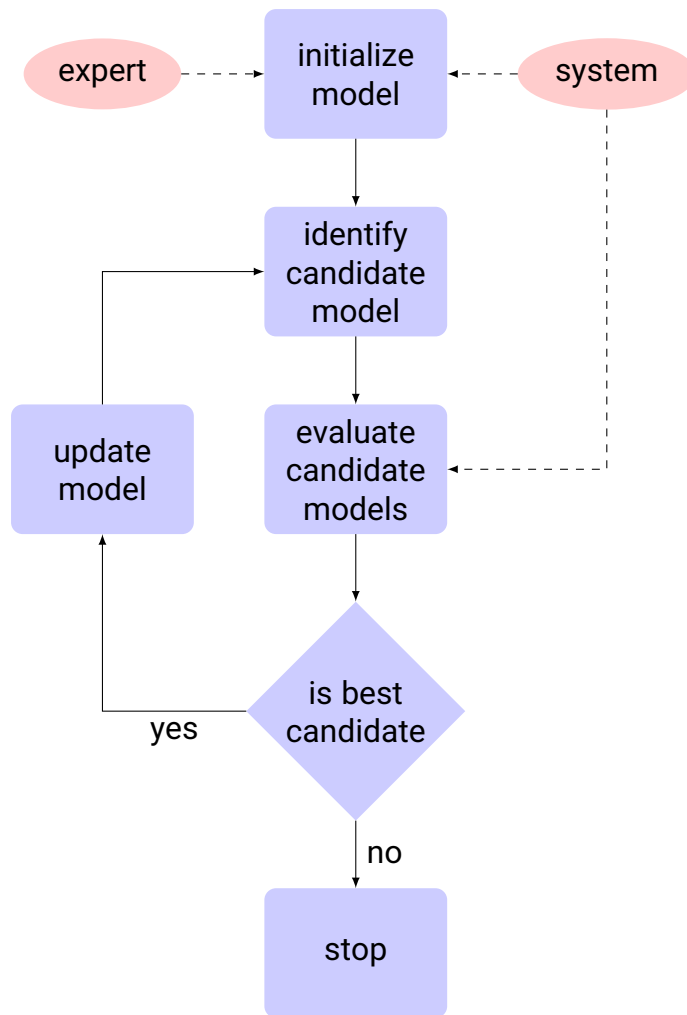 expert
initialize
model
system
identify
candidate
model
update
model
evaluate
candidate
models
is best
candidate
yes
no
stop